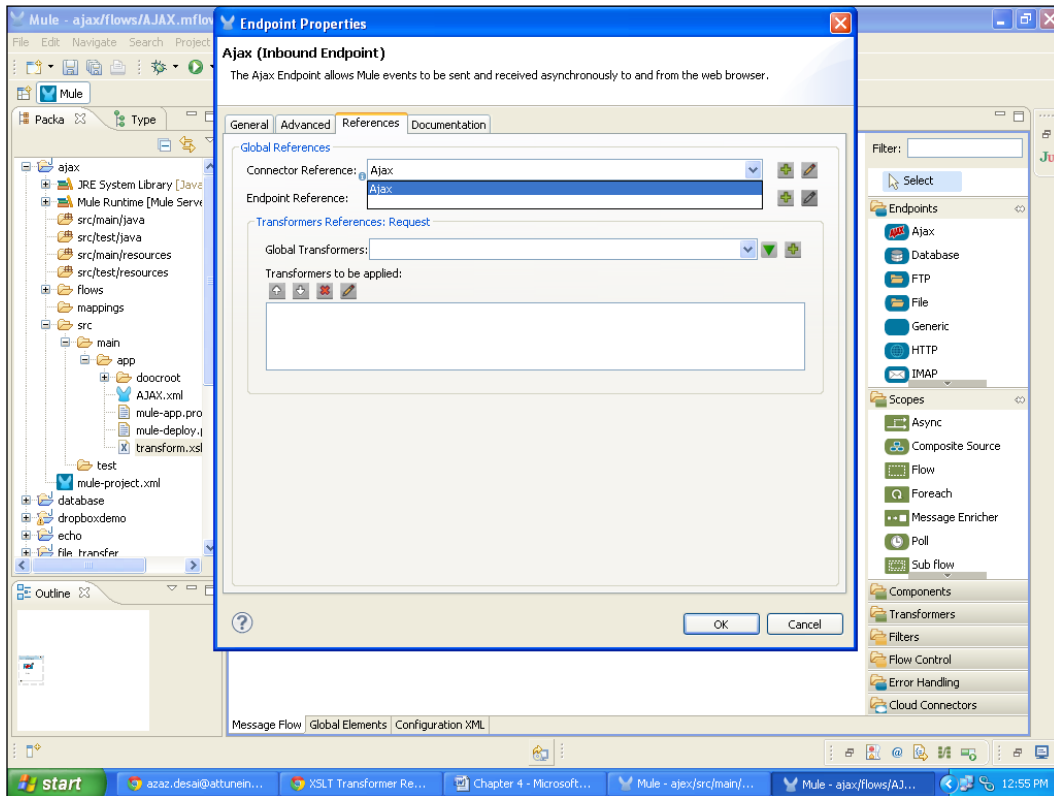 Mule - ajax/flows/AJAX.mflow
File Edit Navigate Search Project
Mule
Packa
Type
ajax
JRE System Library [Java
Mule Runtime [Mule Serve
src/main/java
src/test/java
src/main/resources
src/test/resources
flows
mappings
src
main
app
doocroot
AJAX.xml
mule-app.pro
mule-deploy.p
transform.xsl
test
mule-project.xml
database
dropboxdemo
echo
file_transfer
Outline
Endpoint Properties
Ajax (Inbound Endpoint)
The Ajax Endpoint allows Mule events to be sent and received asynchronously to and from the web browser.
General Advanced References Documentation
Global References
Connector Reference: Ajax
Ajax
Endpoint Reference:
Transformers References: Request
Global Transformers:
Transformers to be applied:
OK Cancel
Message Flow Global Elements Configuration XML
Filter:
Select
Endpoints
Ajax
Database
FTP
File
Generic
HTTP
IMAP
Scopes
Async
Composite Source
Flow
Foreach
Message Enricher
Poll
Sub flow
Components
Transformers
Filters
Flow Control
Error Handling
Cloud Connectors
Ju
start
azaz.desai@attunein...
XSLT Transformer Re...
Chapter 4 - Microsoft...
Mule - ajex/src/main/...
Mule - ajax/flows/AJ...
12:55 PM